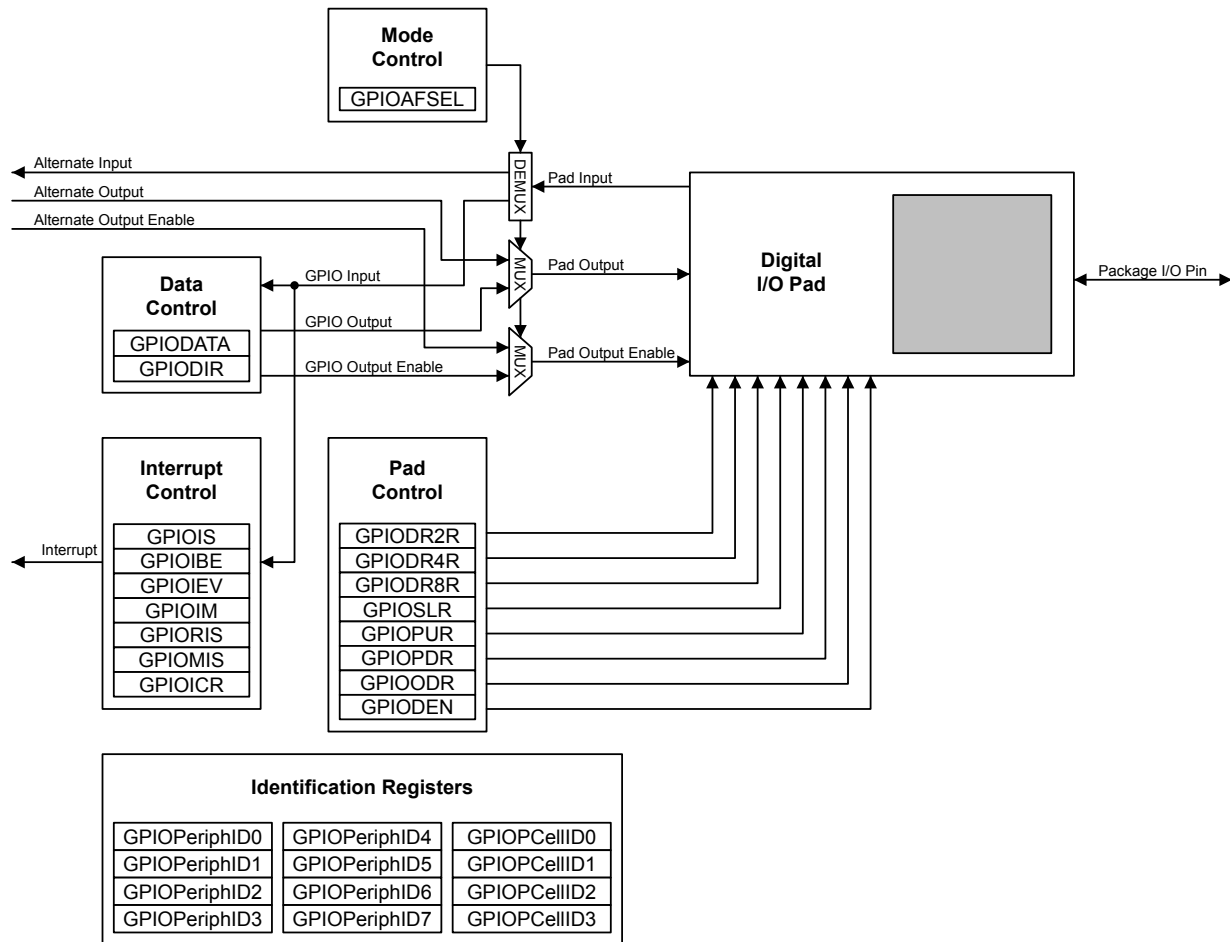 Mode
Control
GPIOAFSEL
Alternate Input
Alternate Output
Alternate Output Enable
DEMUX
Pad Input
MUX
Pad Output
MUX
Pad Output Enable
Digital
I/O Pad
Package I/O Pin
Data
Control
GPIODATA
GPIODIR
GPIO Input
GPIO Output
GPIO Output Enable
Interrupt
Control
GPIOIS
GPIOIBE
GPIOIEV
GPIOIM
GPIORIS
GPIOMIS
GPIOICR
Interrupt
Pad
Control
GPIODR2R
GPIODR4R
GPIODR8R
GPIOSLR
GPIOPUR
GPIOPDR
GPIOODR
GPIODEN
Identification Registers
GPIOPeriphID0
GPIOPeriphID1
GPIOPeriphID2
GPIOPeriphID3
GPIOPeriphID4
GPIOPeriphID5
GPIOPeriphID6
GPIOPeriphID7
GPIOPCellID0
GPIOPCellID1
GPIOPCellID2
GPIOPCellID3